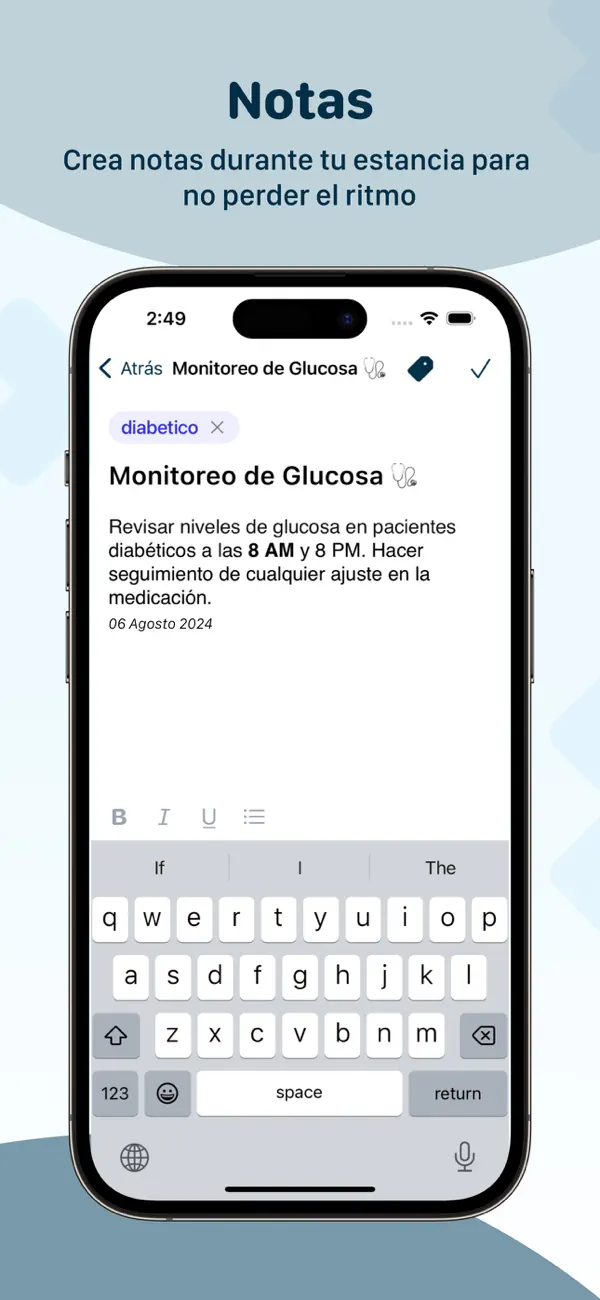 Notas
Crea notas durante tu estancia para
no perder el ritmo
2:49
Atrás Monitoreo de Glucosa 🩺
diabetico ×
Monitoreo de Glucosa 🩺
Revisar niveles de glucosa en pacientes
diabéticos a las 8 AM y 8 PM. Hacer
seguimiento de cualquier ajuste en la
medicación.
06 Agosto 2024
B I U
If I The
q w e r t y u i o p
a s d f g h j k l
z x c v b n m
123 space return